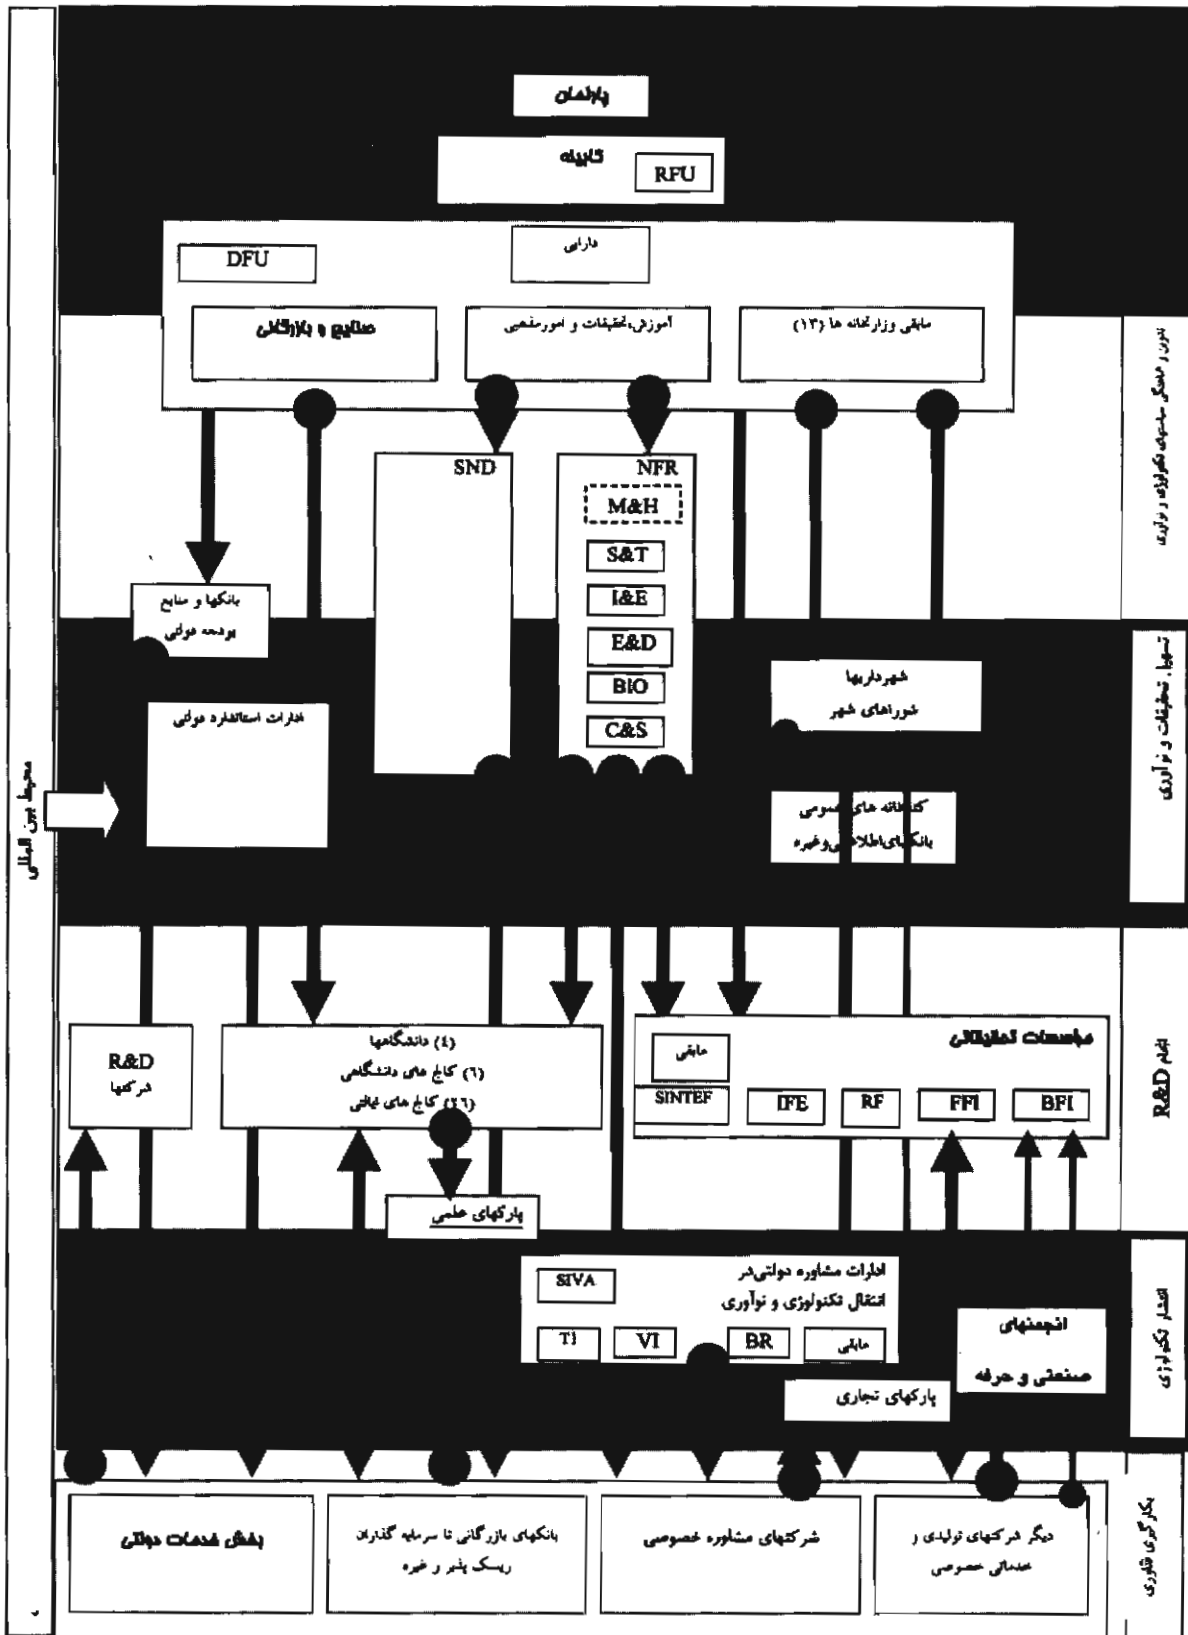 پارلمان
کابینه
RFU
دارایی
DFU
صنایع و بازرگانی
آموزش،تحقیقات و امورمذهبی
مابقی وزارتخانه ها (۱۳)
تدوین و هماهنگی سیاستهای تکنولوژی و نوآوری
SND
NFR
M&H
S&T
I&E
E&D
BIO
C&S
بانکها و منابع
بودجه دولتی
ادارات استاندارد دولتی
شهرداریها
شوراهای شهر
کتابخانه های عمومی
بانکهای اطلاعاتی وغیره
تسهیل تحقیقات و نوآوری
محیط بین المللی
R&D
شرکتها
(٤) دانشگاهها
(٦) کالج های دانشگاهی
(٢٦) کالج های ایالتی
موسسات تحقیقاتی
مابقی
SINTEF
IFE
RF
FFI
BFI
انجام R&D
پارکهای علمی
ادارات مشاوره دولتی در
انتقال تکنولوژی و نوآوری
SIVA
TI
VI
BR
مابقی
انجمنهای
صنعتی و حرفه
پارکهای تجاری
انتشار تکنولوژی
بخش خدمات دولتی
بانکهای بازرگانی تا سرمایه گذاران
ریسک پذیر و غیره
شرکتهای مشاوره خصوصی
دیگر شرکتهای تولیدی و
خدماتی خصوصی
بکارگیری فناوری